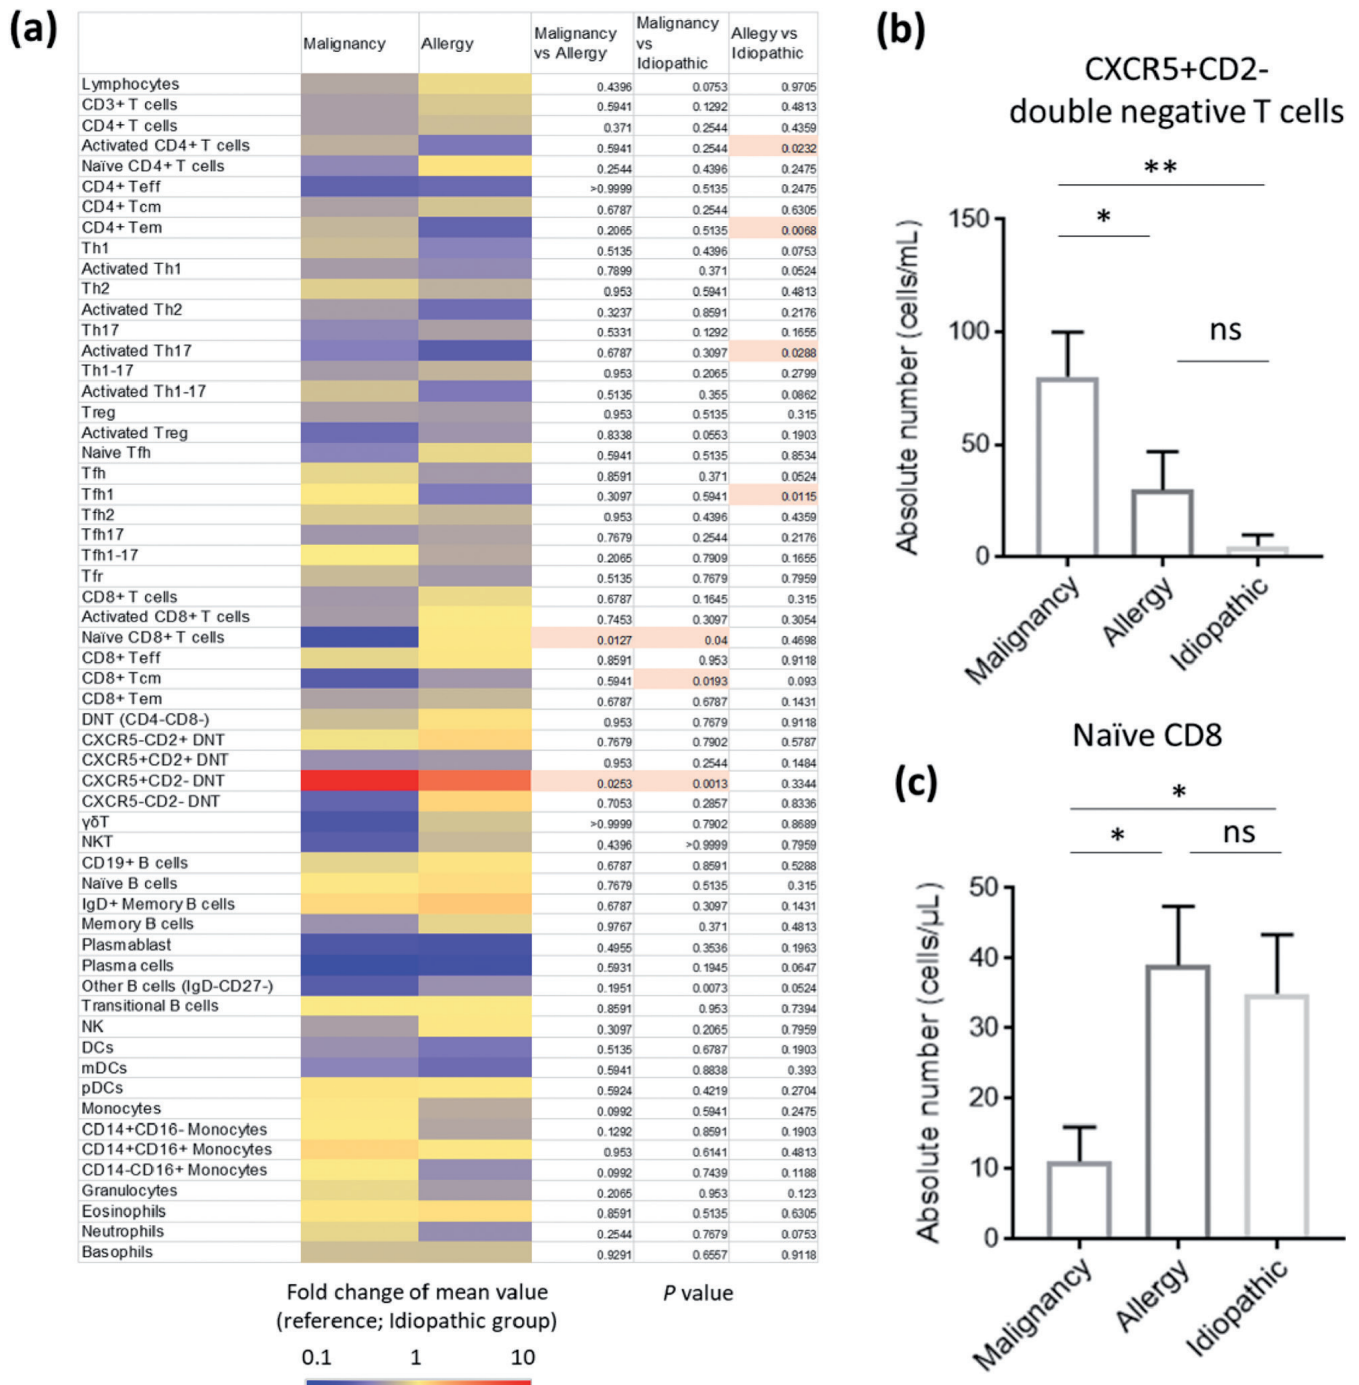 (a)
Malignancy Allergy Malignancy vs Allergy Malignancy vs Idiopathic Allegy vs Idiopathic
Lymphocytes 0.4396 0.0753 0.9705
CD3+ T cells 0.5941 0.1292 0.4813
CD4+ T cells 0.371 0.2544 0.4359
Activated CD4+ T cells 0.5941 0.2544 0.0232
Naïve CD4+ T cells 0.2544 0.4396 0.2475
CD4+ Teff >0.9999 0.5135 0.2475
CD4+ Tcm 0.6787 0.2544 0.6305
CD4+ Tem 0.2065 0.5135 0.0068
Th1 0.5135 0.4396 0.0753
Activated Th1 0.7899 0.371 0.0524
Th2 0.953 0.5941 0.4813
Activated Th2 0.3237 0.8591 0.2176
Th17 0.5331 0.1292 0.1655
Activated Th17 0.6787 0.3097 0.0288
Th1-17 0.953 0.2065 0.2799
Activated Th1-17 0.5135 0.355 0.0862
Treg 0.953 0.5135 0.315
Activated Treg 0.8338 0.0553 0.1903
Naive Tfh 0.5941 0.5135 0.8534
Tfh 0.8591 0.371 0.0524
Tfh1 0.3097 0.5941 0.0115
Tfh2 0.953 0.4396 0.4359
Tfh17 0.7679 0.2544 0.2176
Tfh1-17 0.2065 0.7909 0.1655
Tfr 0.5135 0.7679 0.7959
CD8+ T cells 0.6787 0.1645 0.315
Activated CD8+ T cells 0.7453 0.3097 0.3054
Naïve CD8+ T cells 0.0127 0.04 0.4698
CD8+ Teff 0.8591 0.953 0.9118
CD8+ Tcm 0.5941 0.0193 0.093
CD8+ Tem 0.6787 0.6787 0.1431
DNT (CD4-CD8-) 0.953 0.7679 0.9118
CXCR5-CD2+ DNT 0.7679 0.7902 0.5787
CXCR5+CD2+ DNT 0.953 0.2544 0.1484
CXCR5+CD2- DNT 0.0253 0.0013 0.3344
CXCR5-CD2- DNT 0.7053 0.2857 0.8336
γδT >0.9999 0.7902 0.8689
NKT 0.4396 >0.9999 0.7959
CD19+ B cells 0.6787 0.8591 0.5288
Naïve B cells 0.7679 0.5135 0.315
IgD+ Memory B cells 0.6787 0.3097 0.1431
Memory B cells 0.9767 0.371 0.4813
Plasmablast 0.4955 0.3536 0.1963
Plasma cells 0.5931 0.1945 0.0647
Other B cells (IgD-CD27-) 0.1951 0.0073 0.0524
Transitional B cells 0.8591 0.953 0.7394
NK 0.3097 0.2065 0.7959
DCs 0.5135 0.6787 0.1903
mDCs 0.5941 0.8838 0.393
pDCs 0.5924 0.4219 0.2704
Monocytes 0.0992 0.5941 0.2475
CD14+CD16- Monocytes 0.1292 0.8591 0.1903
CD14+CD16+ Monocytes 0.953 0.6141 0.4813
CD14-CD16+ Monocytes 0.0992 0.7439 0.1188
Granulocytes 0.2065 0.953 0.123
Eosinophils 0.8591 0.5135 0.6305
Neutrophils 0.2544 0.7679 0.0753
Basophils 0.9291 0.6557 0.9118
Fold change of mean value
(reference; Idiopathic group)
P value
0.1 1 10
(b)
CXCR5+CD2-
double negative T cells
**
*
ns
Absolute number (cells/mL)
150
100
50
0
Malignancy
Allergy
Idiopathic
(c)
Naïve CD8
*
* ns
Absolute number (cells/µL)
50
40
30
20
10
0
Malignancy
Allergy
Idiopathic